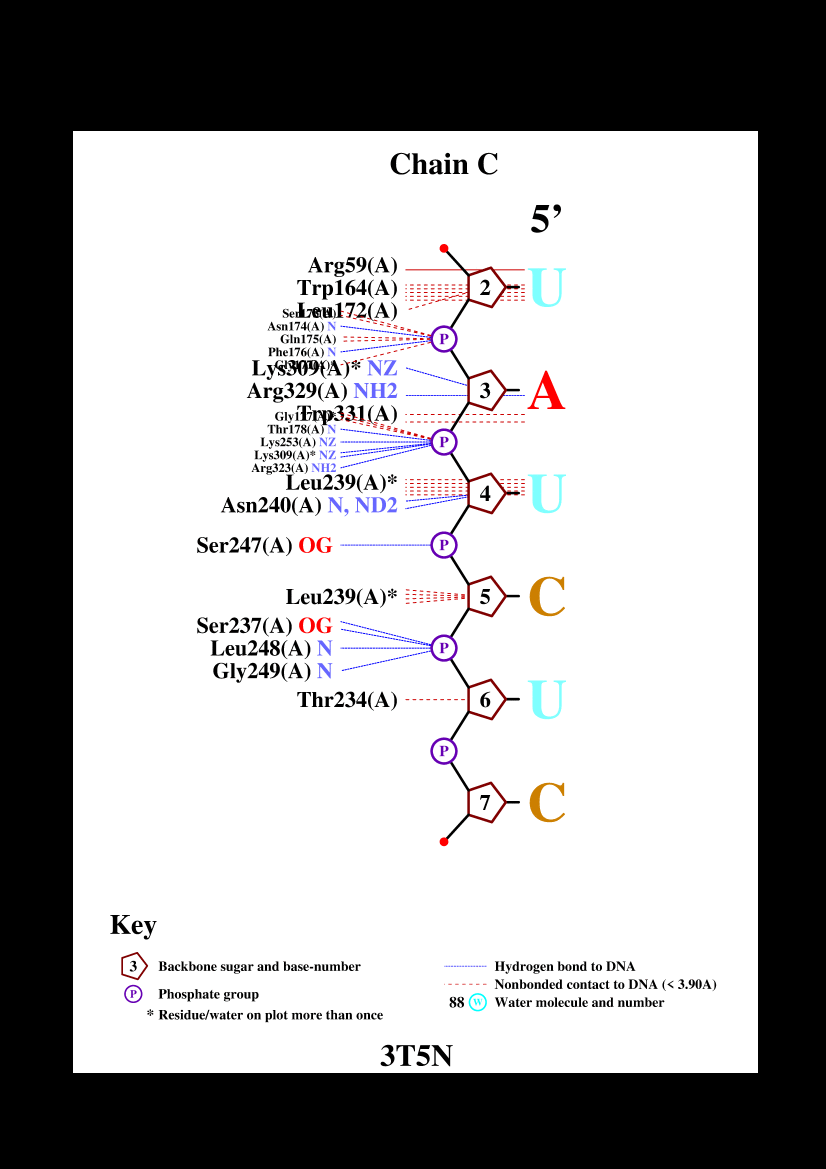 Chain C
5’
Arg59(A)
U
2
Trp164(A)
Leu172(A)
Asn174(A) N
Gln175(A)
P
Phe176(A) N
Lys309(A)* NZ
Arg329(A) NH2
3
A
Trp331(A)
Thr178(A) N
Lys253(A) NZ
P
Lys309(A)* NZ
Arg323(A) NH2
Leu239(A)*
4
U
Asn240(A) N, ND2
Ser247(A) OG
P
Leu239(A)*
5
C
Ser237(A) OG
Leu248(A) N
P
Gly249(A) N
Thr234(A)
6
U
P
7
C
Key
3 Backbone sugar and base-number
Hydrogen bond to DNA
Nonbonded contact to DNA (< 3.90A)
P Phosphate group
88 W Water molecule and number
* Residue/water on plot more than once
3T5N